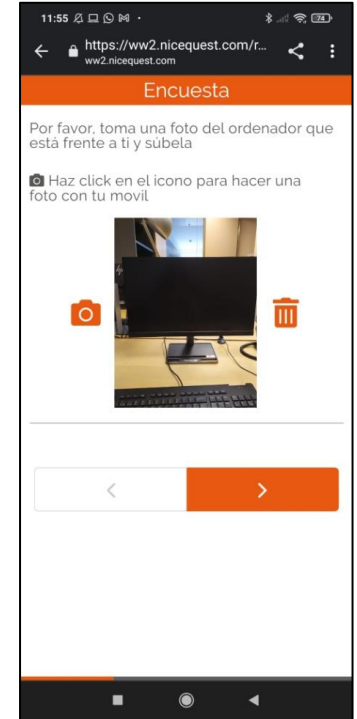 11:55
74
https://ww2.nicequest.com/r...
ww2.nicequest.com
Encuesta
Por favor, toma una foto del ordenador que
está frente a ti y súbela
Haz click en el icono para hacer una
foto con tu movil